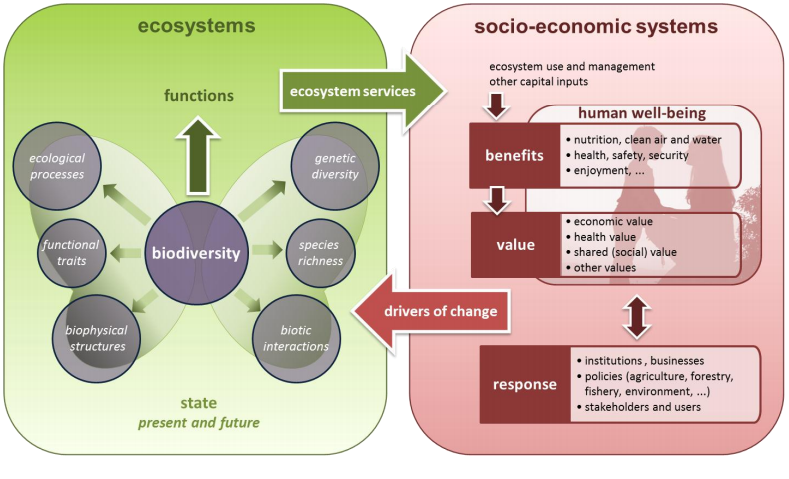 ecosystems
functions
ecological
processes
genetic
diversity
functional
traits
biodiversity
species
richness
biophysical
structures
biotic
interactions
state
present and future
ecosystem services
drivers of change
socio-economic systems
ecosystem use and management
other capital inputs
human well-being
benefits
• nutrition, clean air and water
• health, safety, security
• enjoyment, ...
value
• economic value
• health value
• shared (social) value
• other values
response
• institutions , businesses
• policies (agriculture, forestry,
fishery, environment, ...)
• stakeholders and users